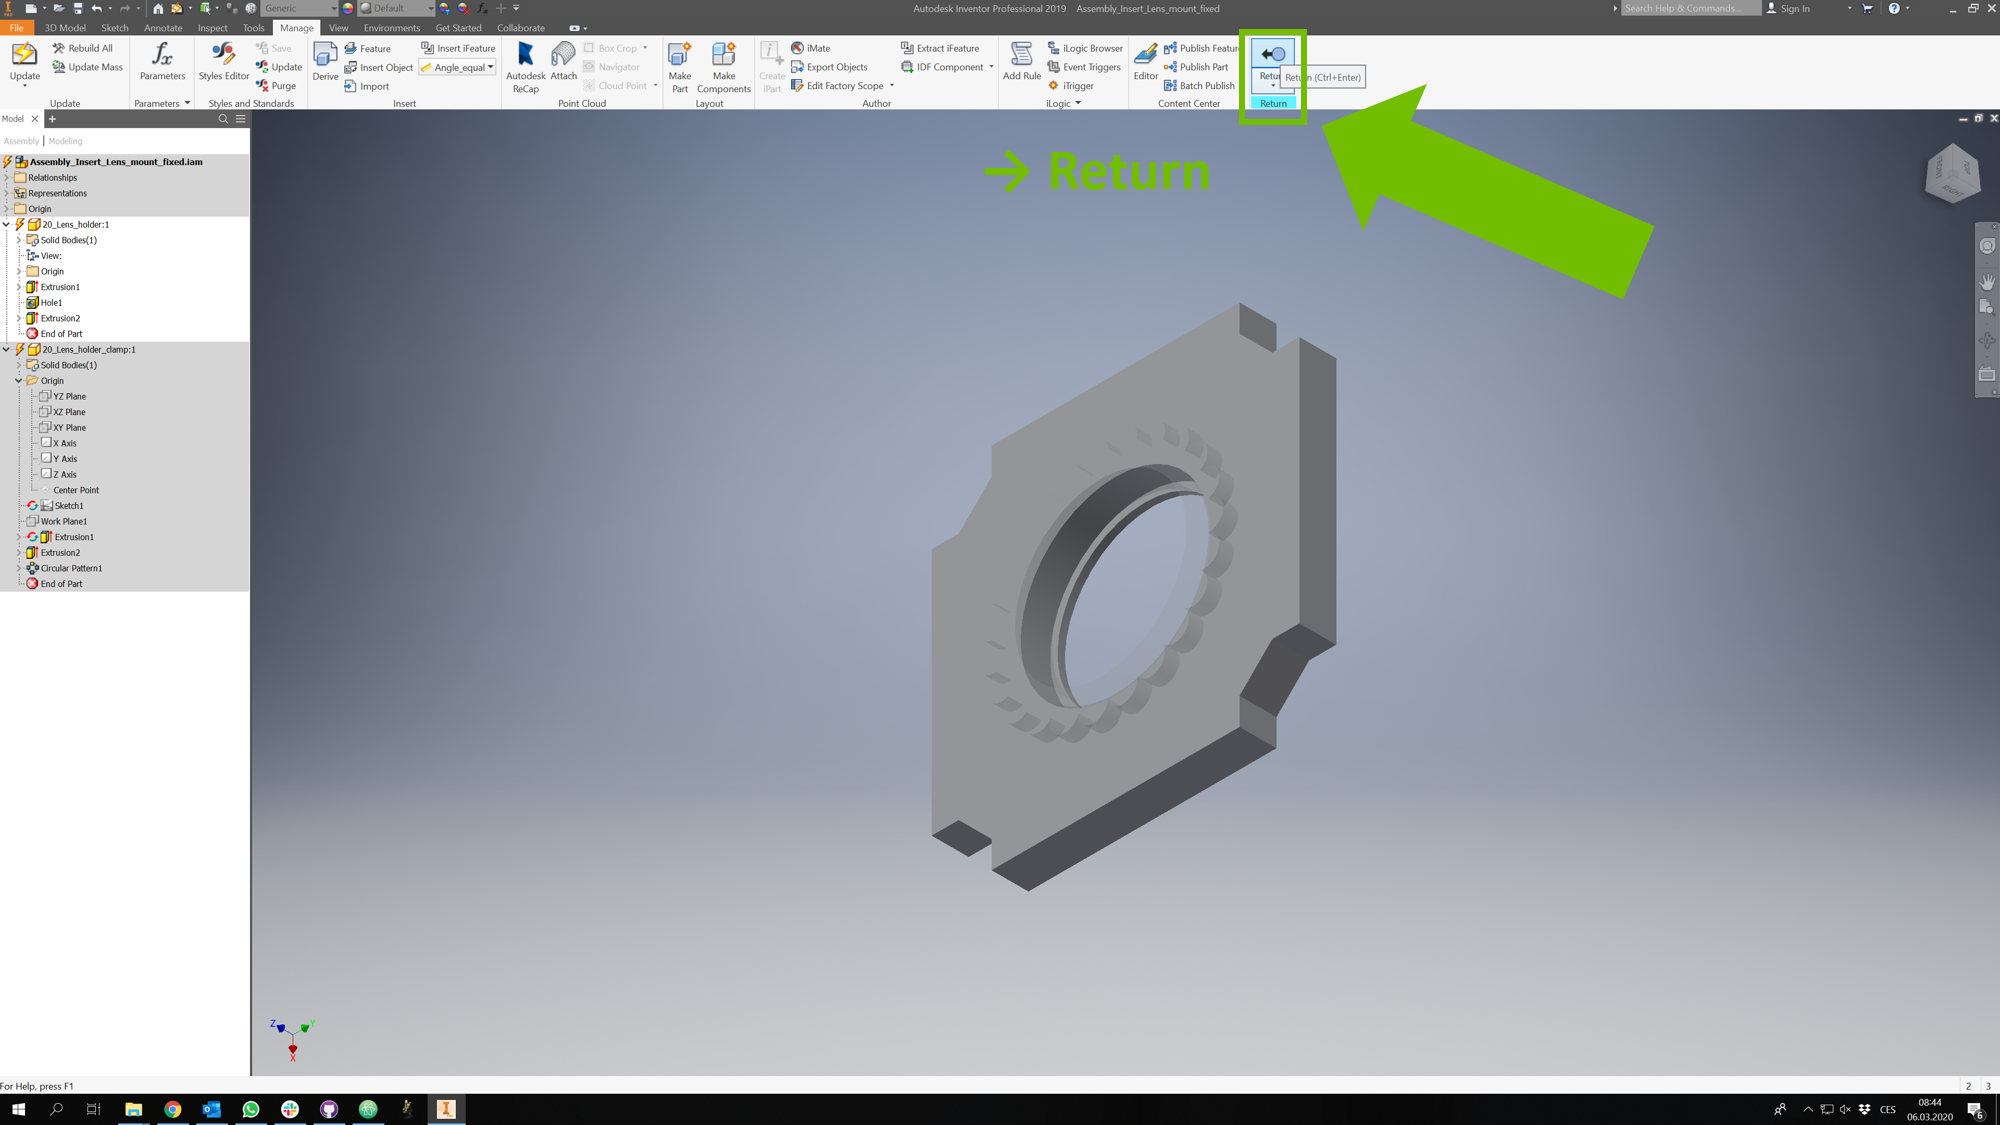 Generic
Default
Autodesk Inventor Professional 2019 Assembly_Insert_Lens_mount_fixed
Search Help & Commands...
Sign In
File 3D Model Sketch Annotate Inspect Tools Manage View Environments Get Started Collaborate
Update
Rebuild All
Update Mass
Update
Parameters
Parameters
Styles Editor
Save
Update
Purge
Styles and Standards
Derive
Feature
Insert Object
Import
Insert iFeature
Angle_equal
Insert
Autodesk ReCap
Attach
Box Crop
Navigator
Cloud Point
Point Cloud
Make Part
Make Components
Layout
Create iPart
iMate
Export Objects
Edit Factory Scope
Extract iFeature
IDF Component
Author
Add Rule
iLogic Browser
Event Triggers
iTrigger
iLogic
Editor
Publish Feature
Publish Part
Batch Publish
Content Center
Return (Ctrl+Enter)
Return
→ Return
Model
Assembly | Modeling
Assembly_Insert_Lens_mount_fixed.iam
Relationships
Representations
Origin
20_Lens_holder:1
Solid Bodies(1)
View:
Origin
Extrusion1
Hole1
Extrusion2
End of Part
20_Lens_holder_clamp:1
Solid Bodies(1)
Origin
YZ Plane
XZ Plane
XY Plane
X Axis
Y Axis
Z Axis
Center Point
Sketch1
Work Plane1
Extrusion1
Extrusion2
Circular Pattern1
End of Part
RIGHT
Z
Y
X
For Help, press F1
2 3
CES
08:44
06.03.2020
6